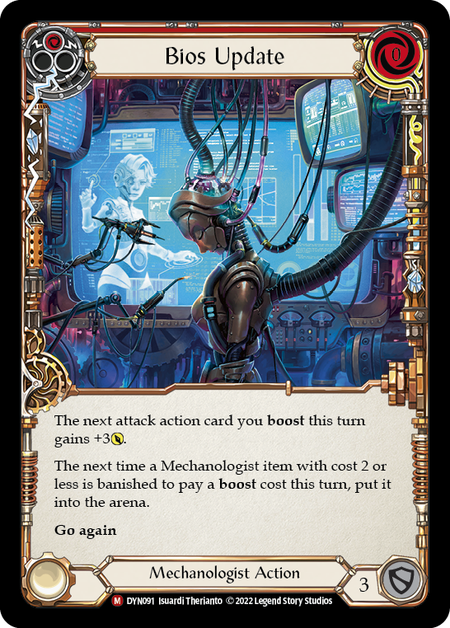 Bios Update
0
The next attack action card you boost this turn
gains +3.
The next time a Mechanologist item with cost 2 or
less is banished to pay a boost cost this turn, put it
into the arena.
Go again
Mechanologist Action
3
M DYN091 Isuardi Therianto © 2022 Legend Story Studios